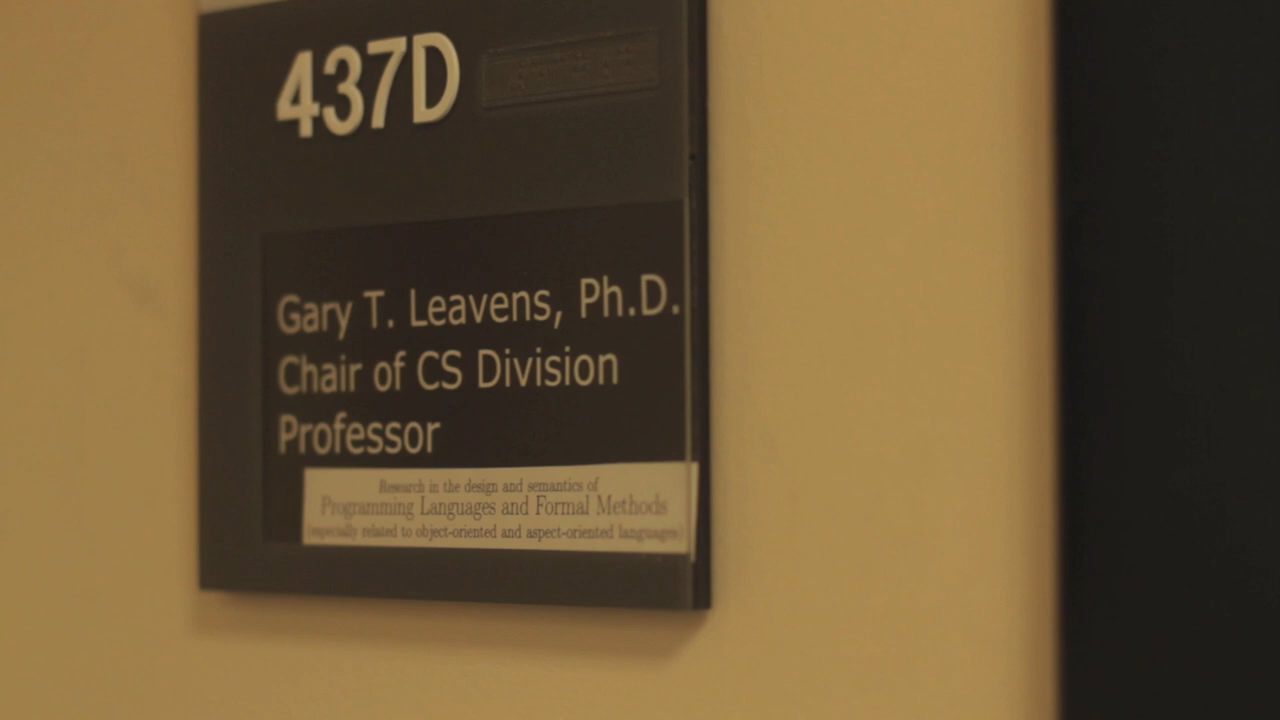 437D
Gary T. Leavens, Ph.D.
Chair of CS Division
Professor
Research in the design and semantics of
Programming Languages and Formal Methods
(especially related to object-oriented and aspect-oriented languages)